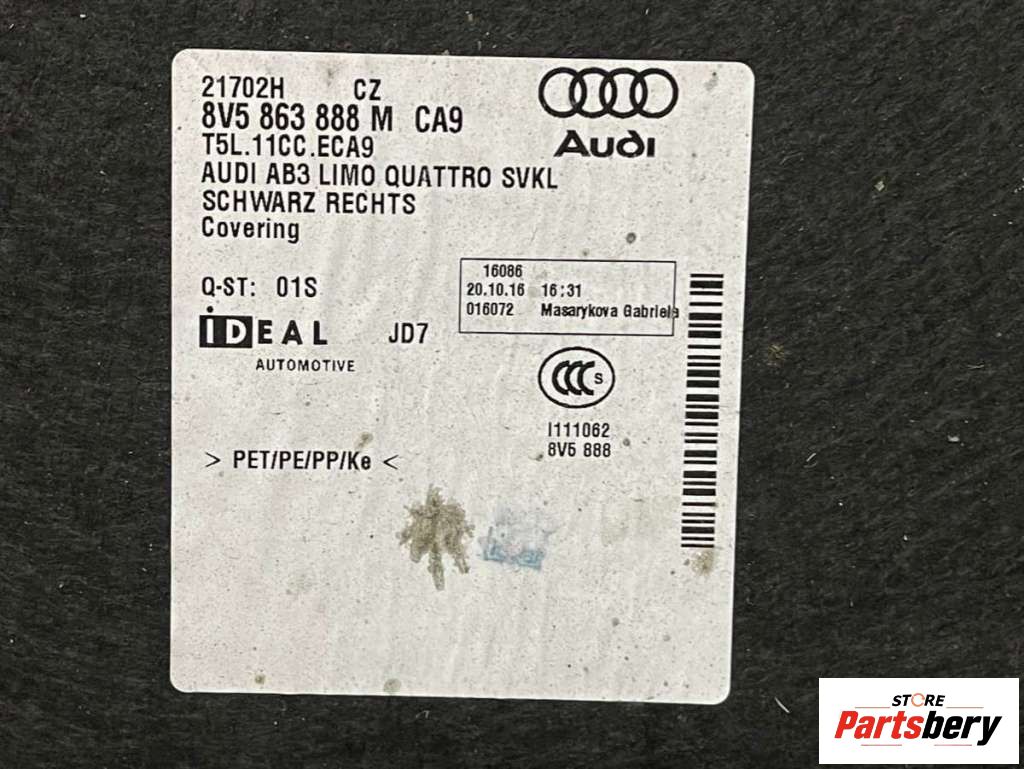 21702H CZ
8V5 863 888 M CA9
T5L.11CC.ECA9
AUDI AB3 LIMO QUATTRO SVKL
SCHWARZ RECHTS
Covering
Audi
Q-ST: 01S
16086
20.10.16 16:31
016072 Masarykova Gabriela
iDEAL JD7
AUTOMOTIVE
CCC S
I111062
8V5 888
> PET/PE/PP/Ke <
STORE
Partsbery